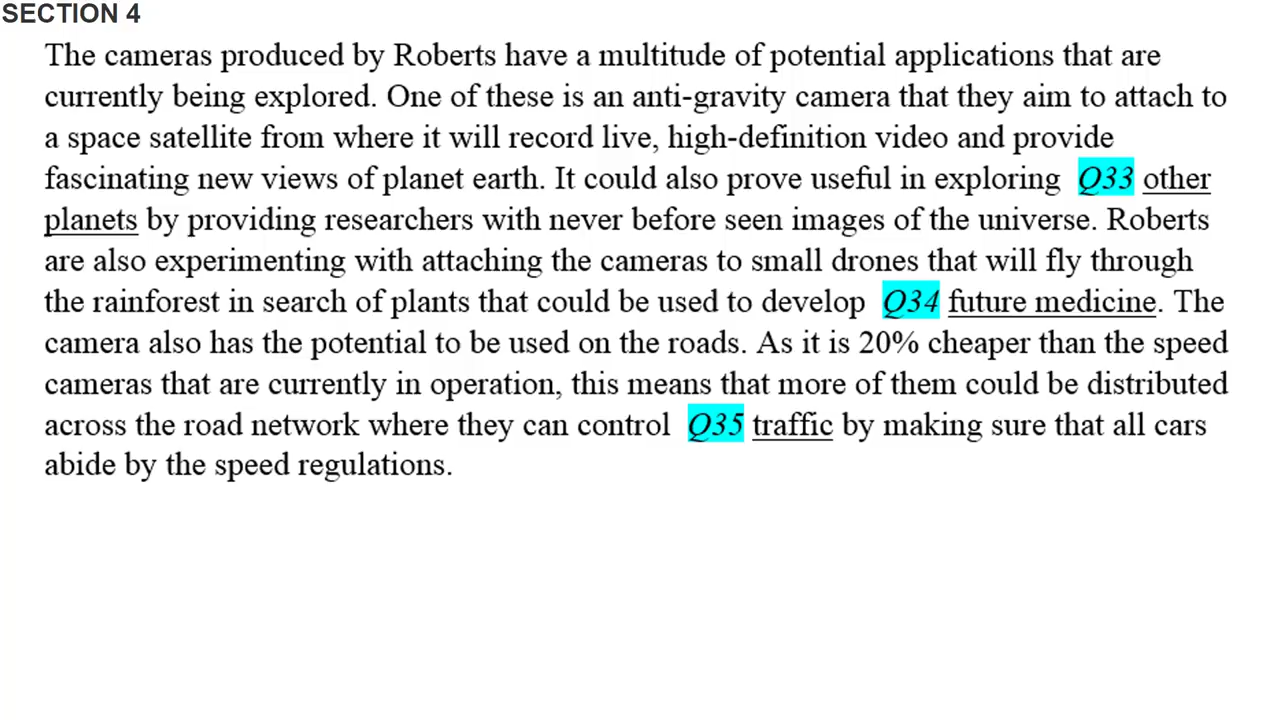 SECTION 4
The cameras produced by Roberts have a multitude of potential applications that are
currently being explored. One of these is an anti-gravity camera that they aim to attach to
a space satellite from where it will record live, high-definition video and provide
fascinating new views of planet earth. It could also prove useful in exploring Q33 other
planets by providing researchers with never before seen images of the universe. Roberts
are also experimenting with attaching the cameras to small drones that will fly through
the rainforest in search of plants that could be used to develop Q34 future medicine. The
camera also has the potential to be used on the roads. As it is 20% cheaper than the speed
cameras that are currently in operation, this means that more of them could be distributed
across the road network where they can control Q35 traffic by making sure that all cars
abide by the speed regulations.